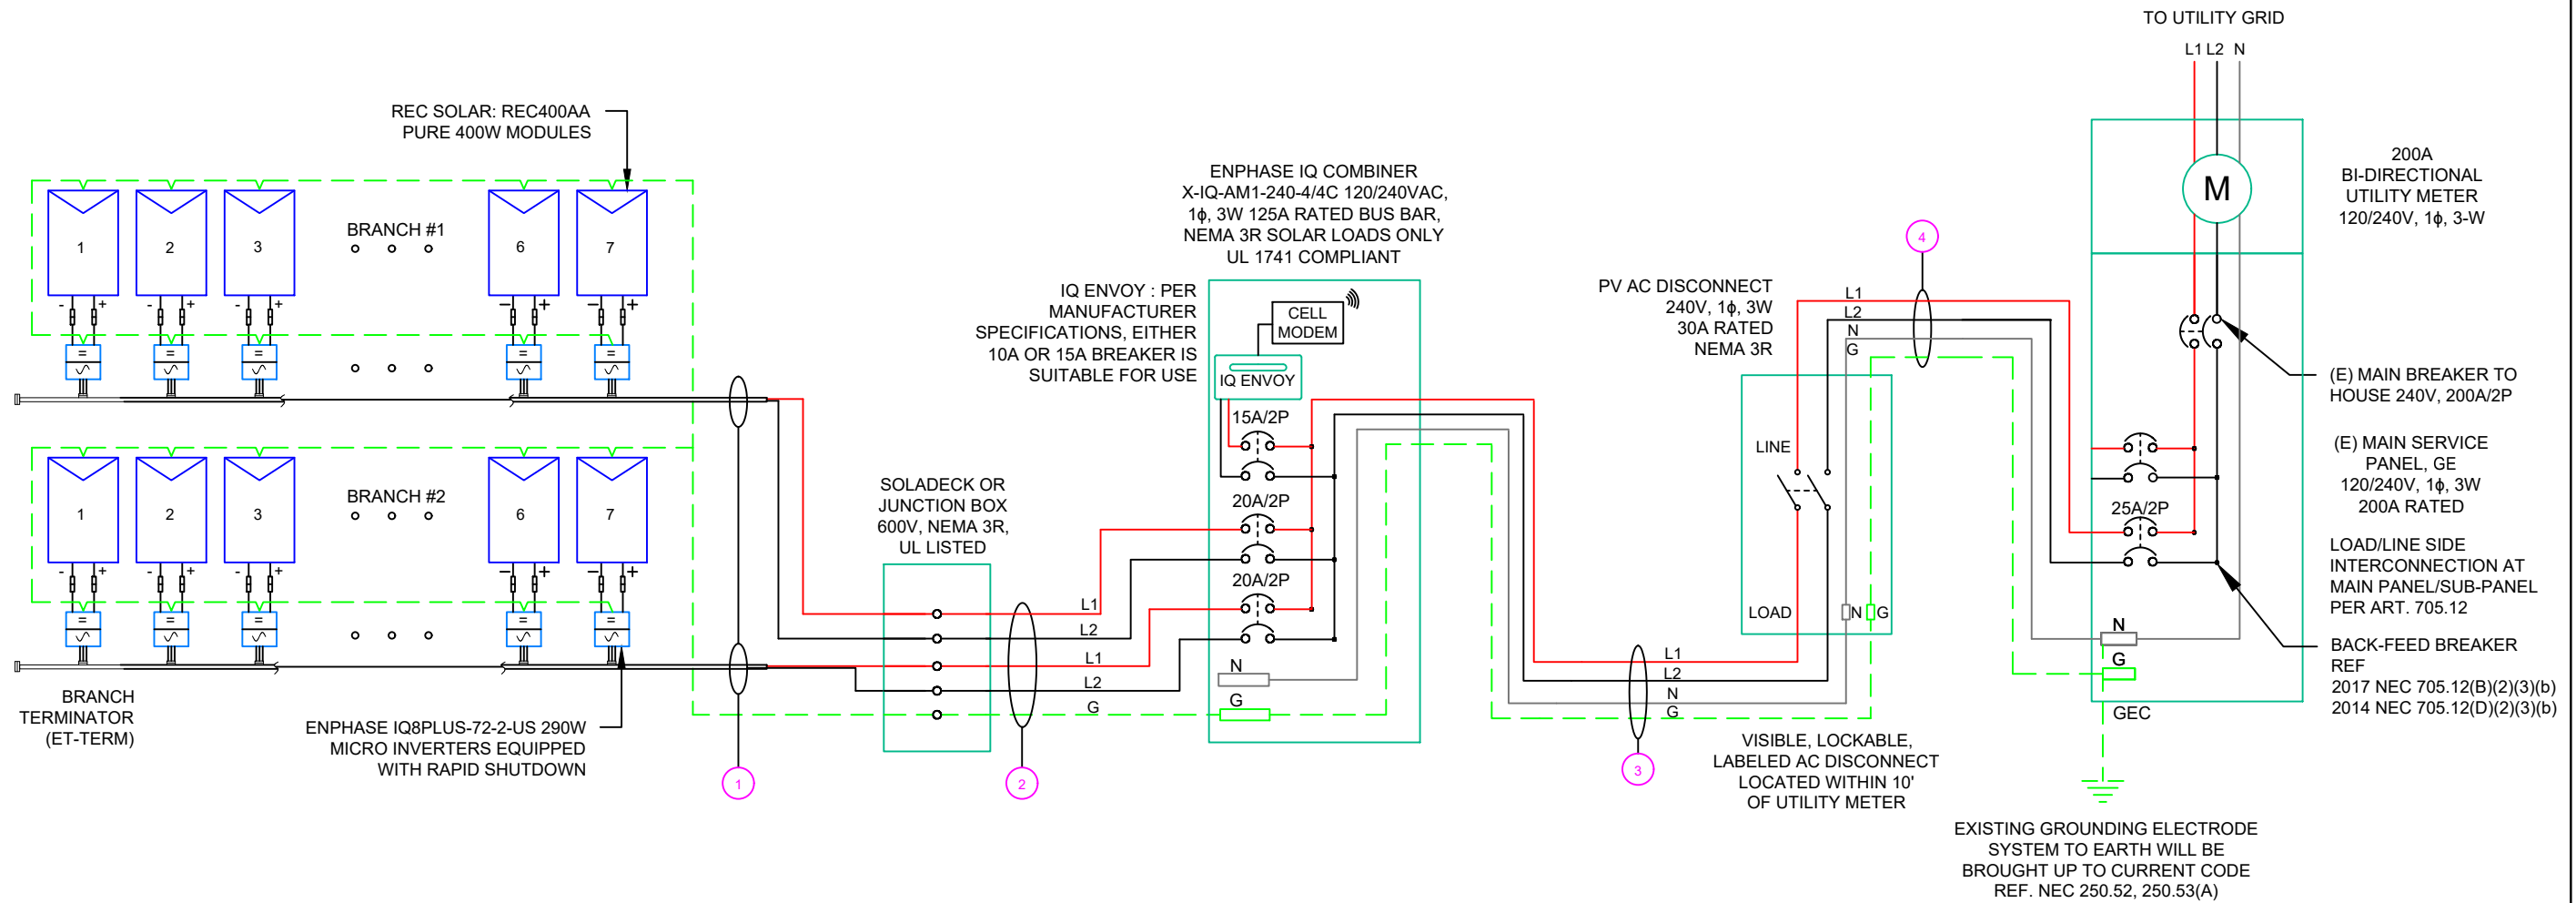 TO UTILITY GRID
L1 L2 N
REC SOLAR: REC400AA
PURE 400W MODULES
1
2
3
BRANCH #1
6
7
- +
- +
- +
- +
- +
=
=
=
=
=
1
2
3
BRANCH #2
6
7
- +
- +
- +
- +
- +
=
=
=
=
=
BRANCH
TERMINATOR
(ET-TERM)
ENPHASE IQ8PLUS-72-2-US 290W
MICRO INVERTERS EQUIPPED
WITH RAPID SHUTDOWN
1
SOLADECK OR
JUNCTION BOX
600V, NEMA 3R,
UL LISTED
L1
L2
L1
L2
G
2
ENPHASE IQ COMBINER
X-IQ-AM1-240-4/4C 120/240VAC,
1ϕ, 3W 125A RATED BUS BAR,
NEMA 3R SOLAR LOADS ONLY
UL 1741 COMPLIANT
IQ ENVOY : PER
MANUFACTURER
SPECIFICATIONS, EITHER
10A OR 15A BREAKER IS
SUITABLE FOR USE
CELL
MODEM
IQ ENVOY
15A/2P
20A/2P
20A/2P
N
G
L1
L2
N
G
3
PV AC DISCONNECT
240V, 1ϕ, 3W
30A RATED
NEMA 3R
4
L1
L2
N
G
LINE
LOAD
N G
VISIBLE, LOCKABLE,
LABELED AC DISCONNECT
LOCATED WITHIN 10'
OF UTILITY METER
M
200A
BI-DIRECTIONAL
UTILITY METER
120/240V, 1ϕ, 3-W
(E) MAIN BREAKER TO
HOUSE 240V, 200A/2P
(E) MAIN SERVICE
PANEL, GE
120/240V, 1ϕ, 3W
200A RATED
25A/2P
LOAD/LINE SIDE
INTERCONNECTION AT
MAIN PANEL/SUB-PANEL
PER ART. 705.12
N
G
BACK-FEED BREAKER
REF
2017 NEC 705.12(B)(2)(3)(b)
2014 NEC 705.12(D)(2)(3)(b)
GEC
EXISTING GROUNDING ELECTRODE
SYSTEM TO EARTH WILL BE
BROUGHT UP TO CURRENT CODE
REF. NEC 250.52, 250.53(A)